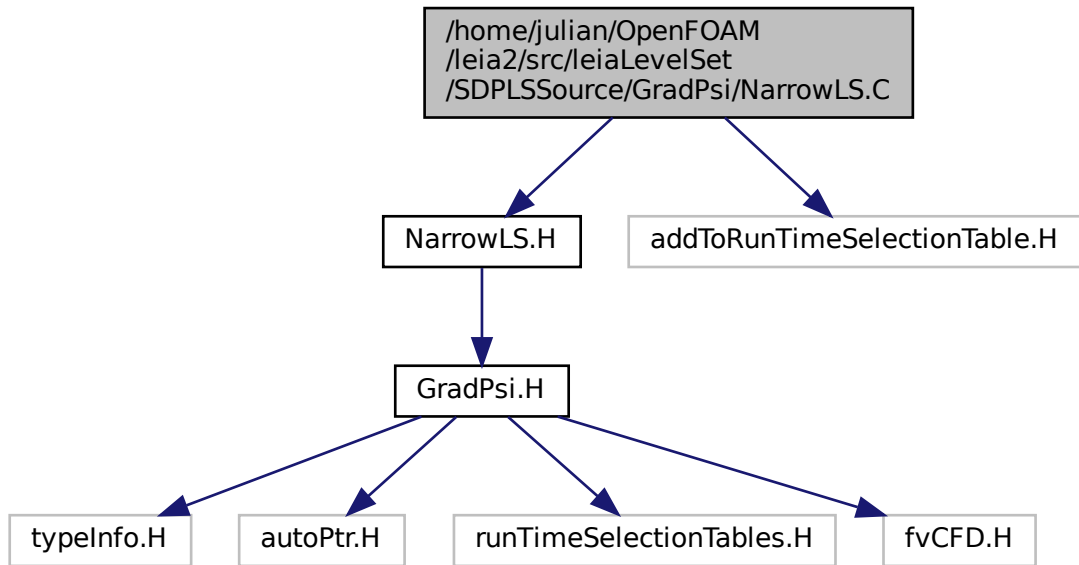 /home/julian/OpenFOAM
/leia2/src/leiaLevelSet
/SDPLSSource/GradPsi/NarrowLS.C
NarrowLS.H
addToRunTimeSelectionTable.H
GradPsi.H
typeInfo.H
autoPtr.H
runTimeSelectionTables.H
fvCFD.H